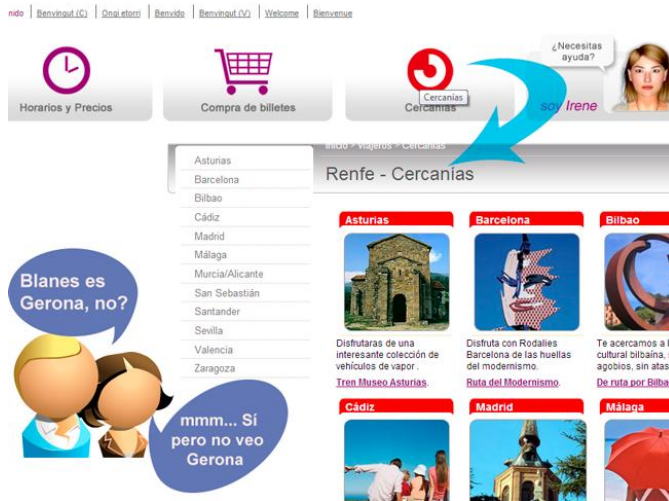 nido Benvingut (C) Ongi etorri Benvido Benvingut (V) Welcome Bienvenue
¿Necesitas
ayuda?
soy Irene
Horarios y Precios
Compra de billetes
Cercanías
Cercanías
Inicio > Viajeros > Cercanías
Renfe - Cercanías
Asturias
Barcelona
Bilbao
Cádiz
Madrid
Málaga
Murcia/Alicante
San Sebastián
Santander
Sevilla
Valencia
Zaragoza
Blanes es
Gerona, no?
mmm... Sí
pero no veo
Gerona
Asturias
Disfrutaras de una
interesante colección de
vehículos de vapor .
Tren Museo Asturias.
Barcelona
Disfruta con Rodalies
Barcelona de las huellas
del modernismo.
Ruta del Modernismo.
Bilbao
Te acercamos a
cultural bilbaína,
agobios, sin
De ruta por
Cádiz
Madrid
Málaga